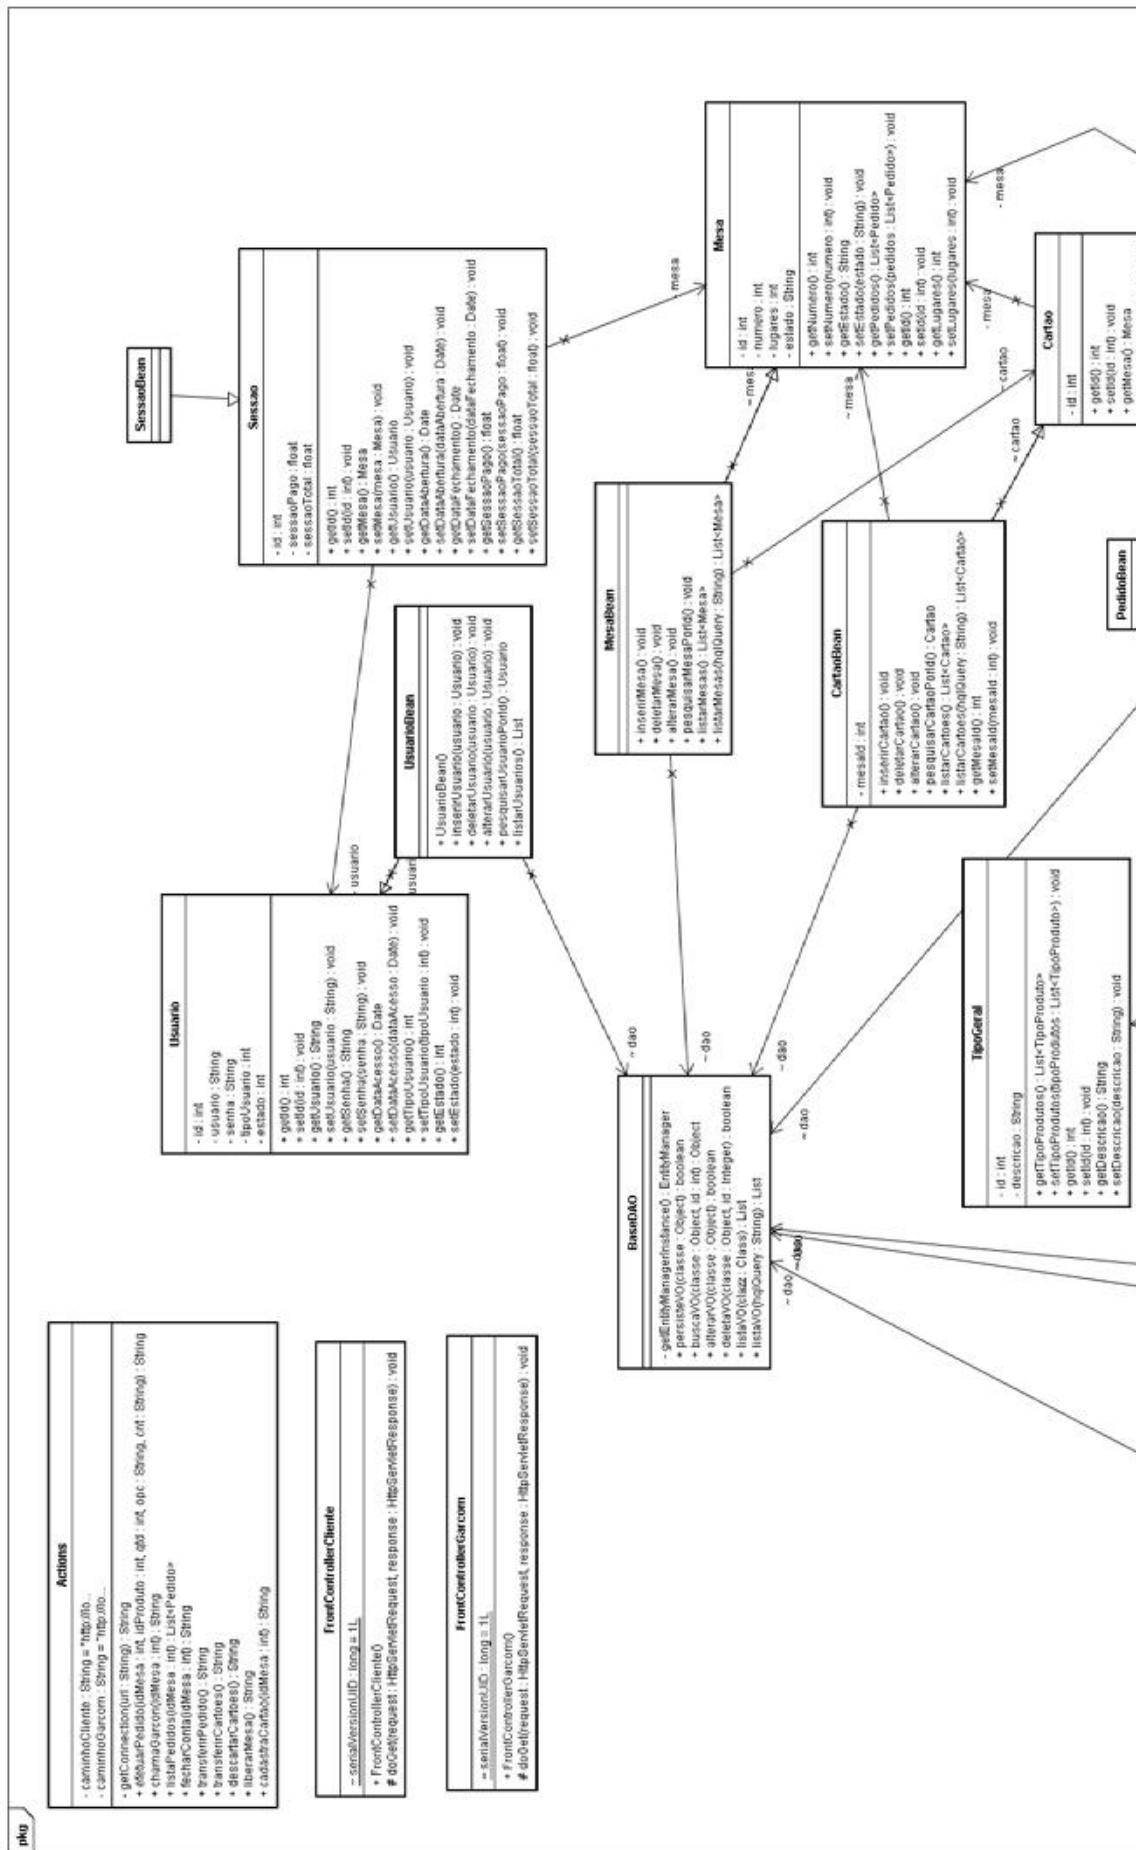 pkg
Actions
- caminhoCliente : String = "http://lo...
- caminhoGarcom : String = "http://lo...
- getConnection(url : String) : String
+ efetuarPedido(idMesa : int, idProduto : int, qtd : int, opc : String, cnt : String) : String
+ chamaGarcon(idMesa : int) : String
+ listaPedidos(idMesa : int) : List<Pedido>
+ fecharConta(idMesa : int) : String
+ transferirPedido() : String
+ transferirCartoes() : String
+ descartarCartoes() : String
+ liberarMesa() : String
+ cadastraCartao(idMesa : int) : String
FrontControllerCliente
~ serialVersionUID : long = 1L
+ FrontControllerCliente()
# doGet(request : HttpServletRequest, response : HttpServletResponse) : void
FrontControllerGarcom
~ serialVersionUID : long = 1L
+ FrontControllerGarcom()
# doGet(request : HttpServletRequest, response : HttpServletResponse) : void
Usuario
- id : int
- usuario : String
- senha : String
- tipoUsuario : int
- estado : int
+ getId() : int
+ setId(id : int) : void
+ getUsuario() : String
+ setUsuario(usuario : String) : void
+ getSenha() : String
+ setSenha(senha : String) : void
+ getDataAcesso() : Date
+ setDataAcesso(dataAcesso : Date) : void
+ getTipoUsuario() : int
+ setTipoUsuario(tipoUsuario : int) : void
+ getEstado() : int
+ setEstado(estado : int) : void
SessaoBean
Sessao
- id : int
- sessaoPago : float
- sessaoTotal : float
+ getId() : int
+ setId(id : int) : void
+ getMesa() : Mesa
+ setMesa(mesa : Mesa) : void
+ getUsuario() : Usuario
+ setUsuario(usuario : Usuario) : void
+ getDataAbertura() : Date
+ setDataAbertura(dataAbertura : Date) : void
+ getDataFechamento() : Date
+ setDataFechamento(dataFechamento : Date) : void
+ getSessaoPago() : float
+ setSessaoPago(sessaoPago : float) : void
+ getSessaoTotal() : float
+ setSessaoTotal(sessaoTotal : float) : void
- usuario
usuari
- mesa
UsuarioBean
+ UsuarioBean()
+ inserirUsuario(usuario : Usuario) : void
+ deletarUsuario(usuario : Usuario) : void
+ alterarUsuario(usuario : Usuario) : void
+ pesquisarUsuarioPorId() : Usuario
+ listarUsuarios() : List
BaseDAO
- getEntityManagerInstance() : EntityManager
+ persisteVO(classe : Object) : boolean
+ buscaVO(classe : Object, id : int) : Object
+ alterarVO(classe : Object) : boolean
+ deletaVO(classe : Object, id : Integer) : boolean
+ listaVO(clazz : Class) : List
+ listaVO(hqlQuery : String) : List
~ dao
~ dao
~ dao
~ dao
~ dao
MesaBean
+ inserirMesa() : void
+ deletarMesa() : void
+ alterarMesa() : void
+ pesquisarMesaPorId() : void
+ listarMesas() : List<Mesa>
+ listarMesas(hqlQuery : String) : List<Mesa>
Mesa
- id : int
- numero : int
- lugares : int
- estado : String
+ getNumero() : int
+ setNumero(numero : int) : void
+ getEstado() : String
+ setEstado(estado : String) : void
+ getPedidos() : List<Pedido>
+ setPedidos(pedidos : List<Pedido>) : void
+ getId() : int
+ setId(id : int) : void
+ getLugares() : int
+ setLugares(lugares : int) : void
~ mes
~ mesa
- mesa
- mesa
~ cartao
~ cartao
CartaoBean
- mesaId : int
+ inserirCartao() : void
+ deletarCartao() : void
+ alterarCartao() : void
+ pesquisarCartaoPorId() : Cartao
+ listarCartoes() : List<Cartao>
+ listarCartoes(hqlQuery : String) : List<Cartao>
+ getMesaId() : int
+ setMesaId(mesaId : int) : void
Cartao
- id : int
+ getId() : int
+ setId(id : int) : void
+ getMesa() : Mesa
TipoGeral
- id : int
- descricao : String
+ getTipoProdutos() : List<TipoProduto>
+ setTipoProdutos(tipoProdutos : List<TipoProduto>) : void
+ getId() : int
+ setId(id : int) : void
+ getDescricao() : String
+ setDescricao(descricao : String) : void
PedidoBean